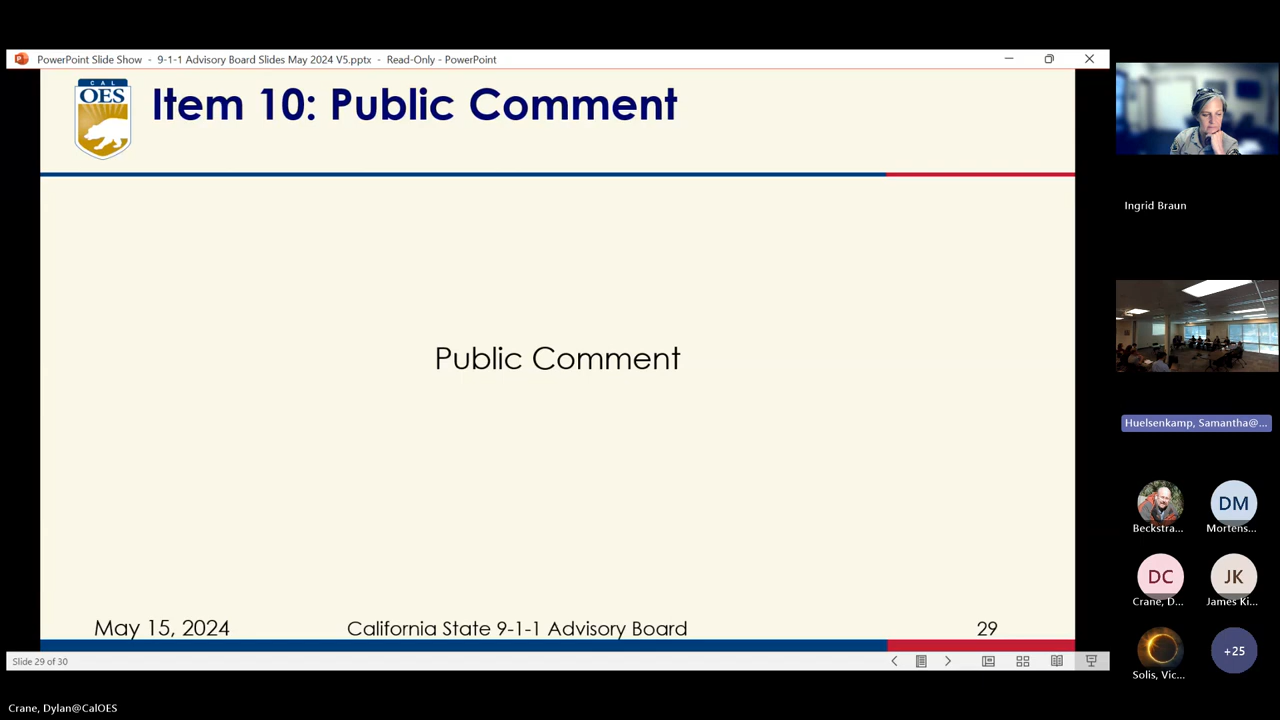 PowerPoint Slide Show - 9-1-1 Advisory Board Slides May 2024 V5.pptx - Read-Only - PowerPoint
CAL
OES
Item 10: Public Comment
Public Comment
May 15, 2024
California State 9-1-1 Advisory Board
29
Slide 29 of 30
Ingrid Braun
Huelsenkamp, Samantha@...
Beckstra...
DM
Mortens...
DC
Crane, D...
JK
James Ki...
Solis, Vic...
+25
Crane, Dylan@CalOES